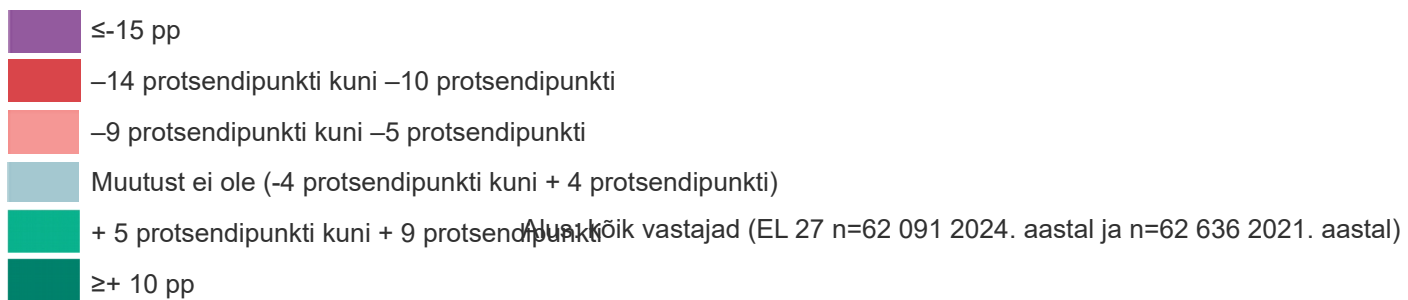 ≤-15 pp
–14 protsendipunkti kuni –10 protsendipunkti
–9 protsendipunkti kuni –5 protsendipunkti
Muutust ei ole (-4 protsendipunkti kuni + 4 protsendipunkti)
+ 5 protsendipunkti kuni + 9 protsendipunkti
Alus: kõik vastajad (EL 27 n=62 091 2024. aastal ja n=62 636 2021. aastal)
≥+ 10 pp